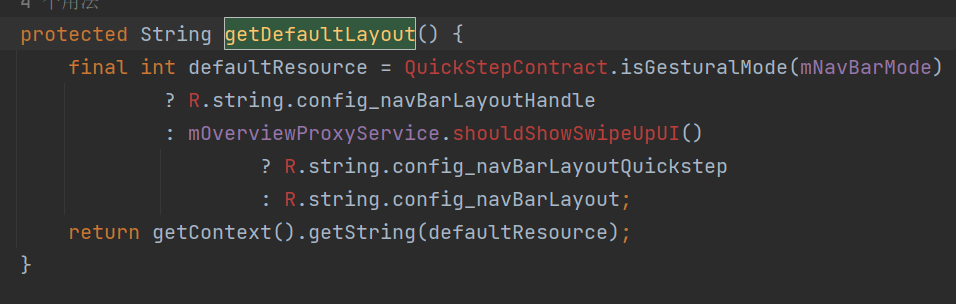 4 个用法
protected String getDefaultLayout() {
    final int defaultResource = QuickStepContract.isGesturalMode(mNavBarMode)
            ? R.string.config_navBarLayoutHandle
            : mOverviewProxyService.shouldShowSwipeUpUI()
                    ? R.string.config_navBarLayoutQuickstep
                    : R.string.config_navBarLayout;
    return getContext().getString(defaultResource);
}